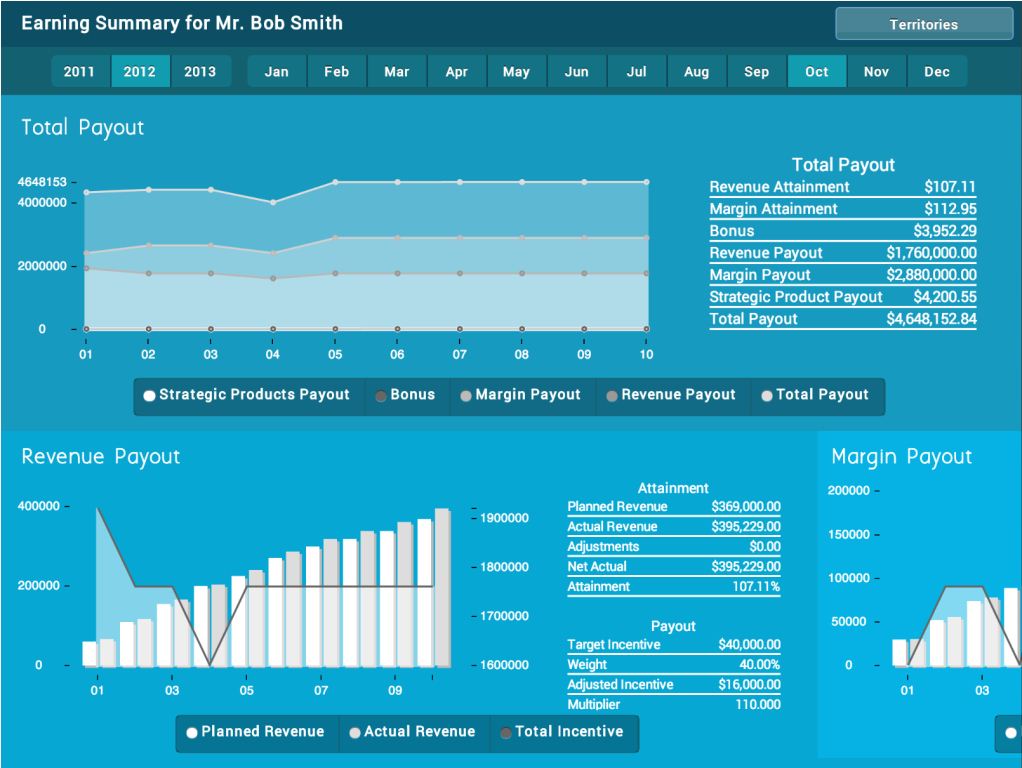 Earning Summary for Mr. Bob Smith
Territories
2011 2012 2013 Jan Feb Mar Apr May Jun Jul Aug Sep Oct Nov Dec
Total Payout
4648153
4000000
2000000
0
01 02 03 04 05 06 07 08 09 10
Total Payout
Revenue Attainment $107.11
Margin Attainment $112.95
Bonus $3,952.29
Revenue Payout $1,760,000.00
Margin Payout $2,880,000.00
Strategic Product Payout $4,200.55
Total Payout $4,648,152.84
Strategic Products Payout Bonus Margin Payout Revenue Payout Total Payout
Revenue Payout
400000
200000
0
1900000
1800000
1700000
1600000
01 03 05 07 09
Attainment
Planned Revenue $369,000.00
Actual Revenue $395,229.00
Adjustments $0.00
Net Actual $395,229.00
Attainment 107.11%
Payout
Target Incentive $40,000.00
Weight 40.00%
Adjusted Incentive $16,000.00
Multiplier 110.000
Planned Revenue Actual Revenue Total Incentive
Margin Payout
200000
150000
100000
50000
0
01 03